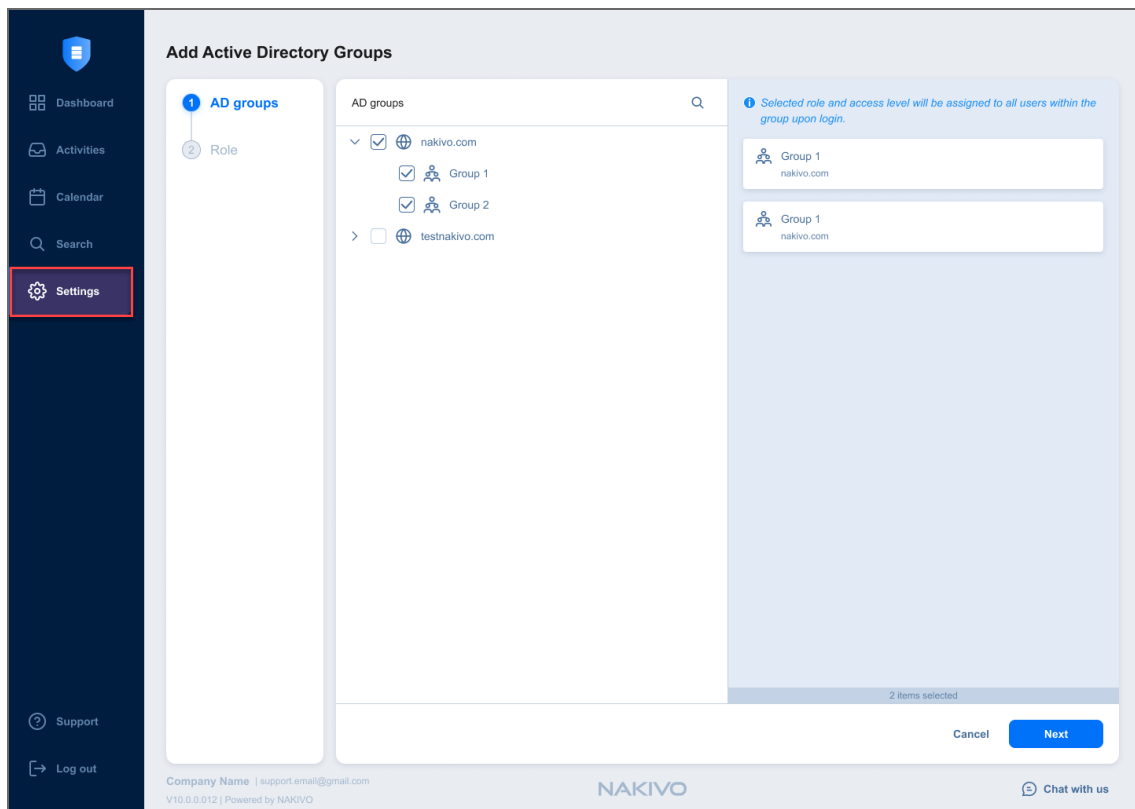 Add Active Directory Groups
Dashboard
Activities
Calendar
Search
Settings
Support
Log out
1 AD groups
2 Role
AD groups
nakivo.com
Group 1
Group 2
testnakivo.com
Selected role and access level will be assigned to all users within the
group upon login.
Group 1
nakivo.com
Group 1
nakivo.com
2 items selected
Cancel
Next
Company Name | support.email@gmail.com
V10.0.0.012 | Powered by NAKIVO
NAKIVO
Chat with us